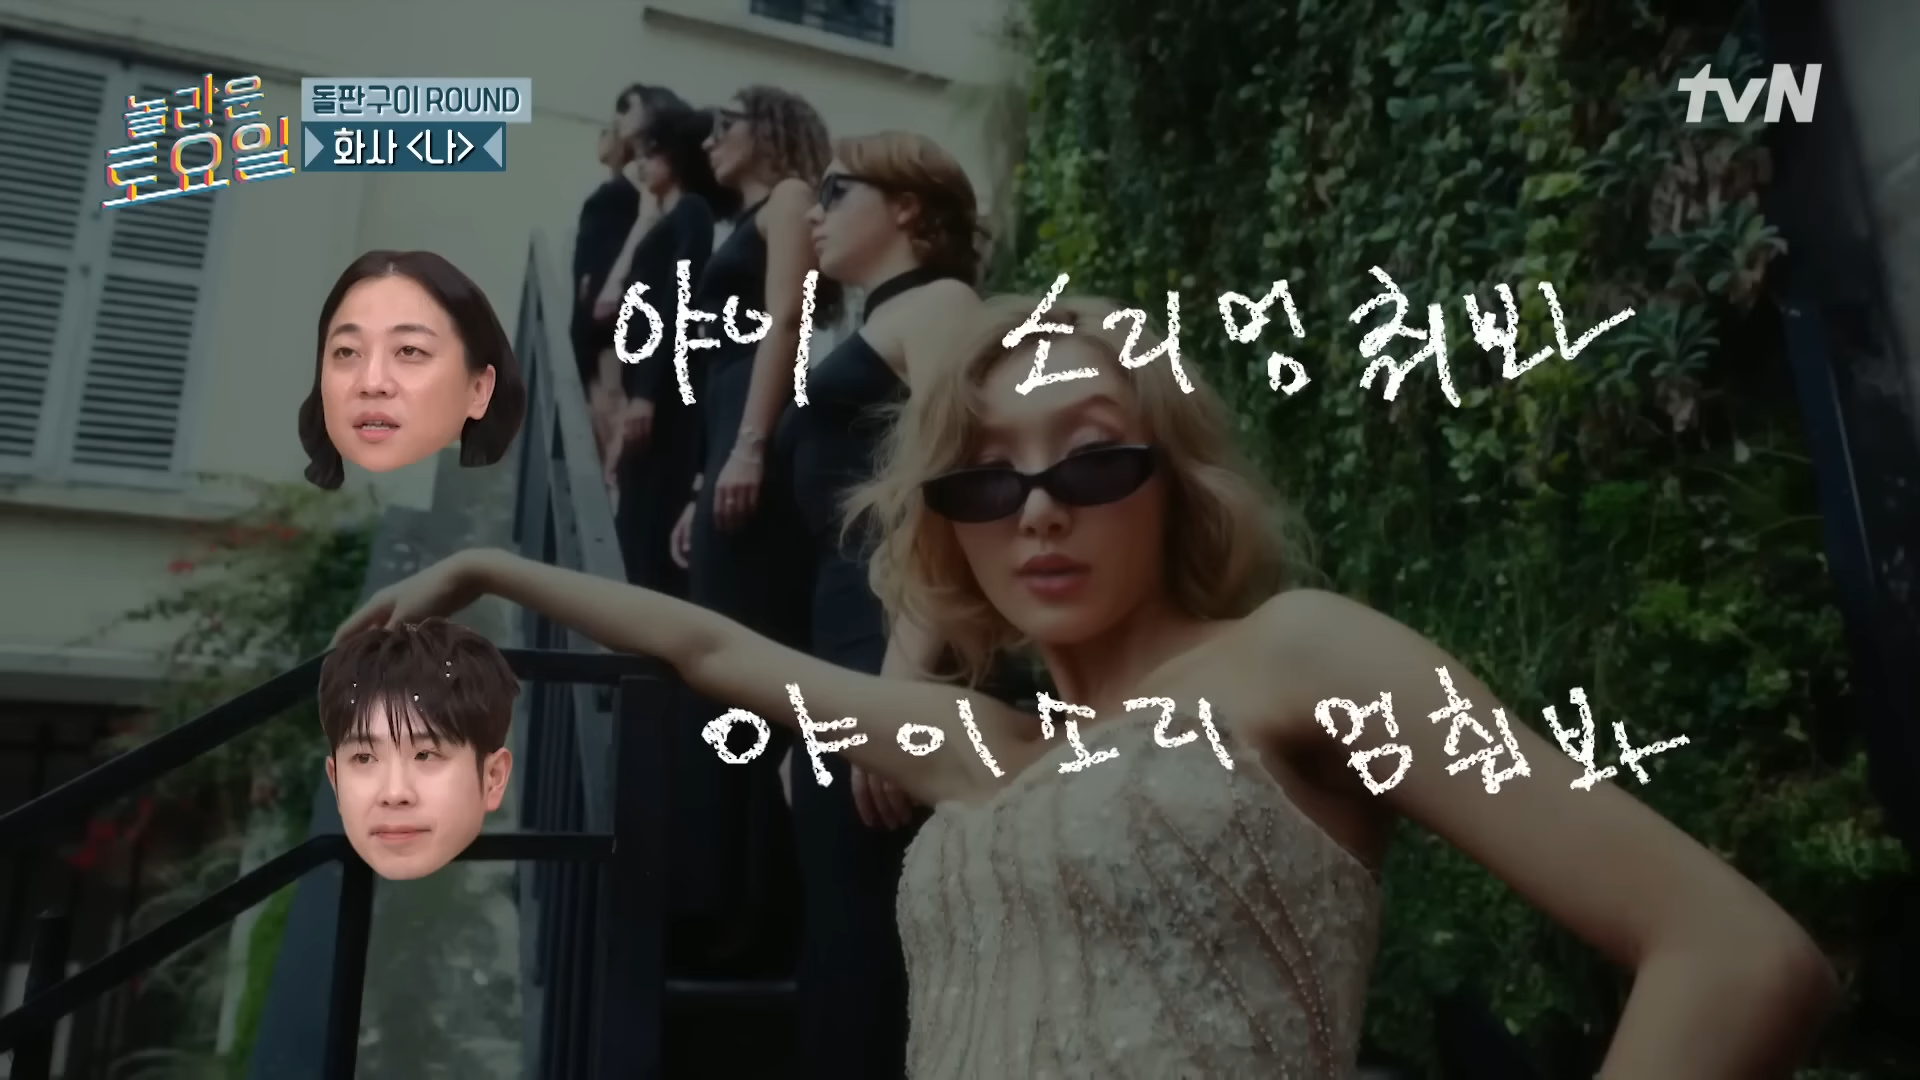 놀라운
토요일
돌판구이 ROUND
화사 <나>
tvN
야이 소리엉춰봐
야이소리 멈춰봐